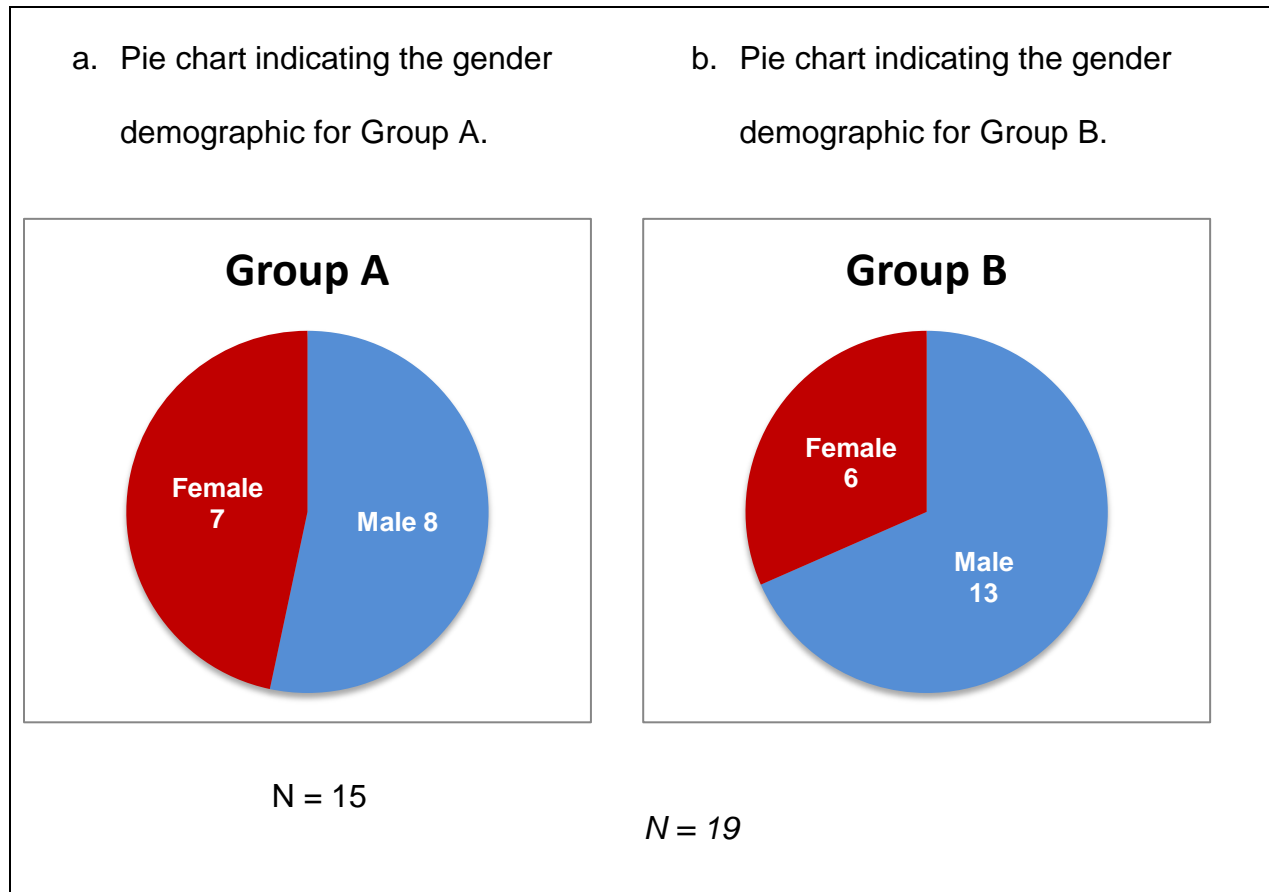 a. Pie chart indicating the gender
demographic for Group A.
b. Pie chart indicating the gender
demographic for Group B.
Group A
Female
7
Male 8
N = 15
Group B
Female
6
Male
13
N = 19